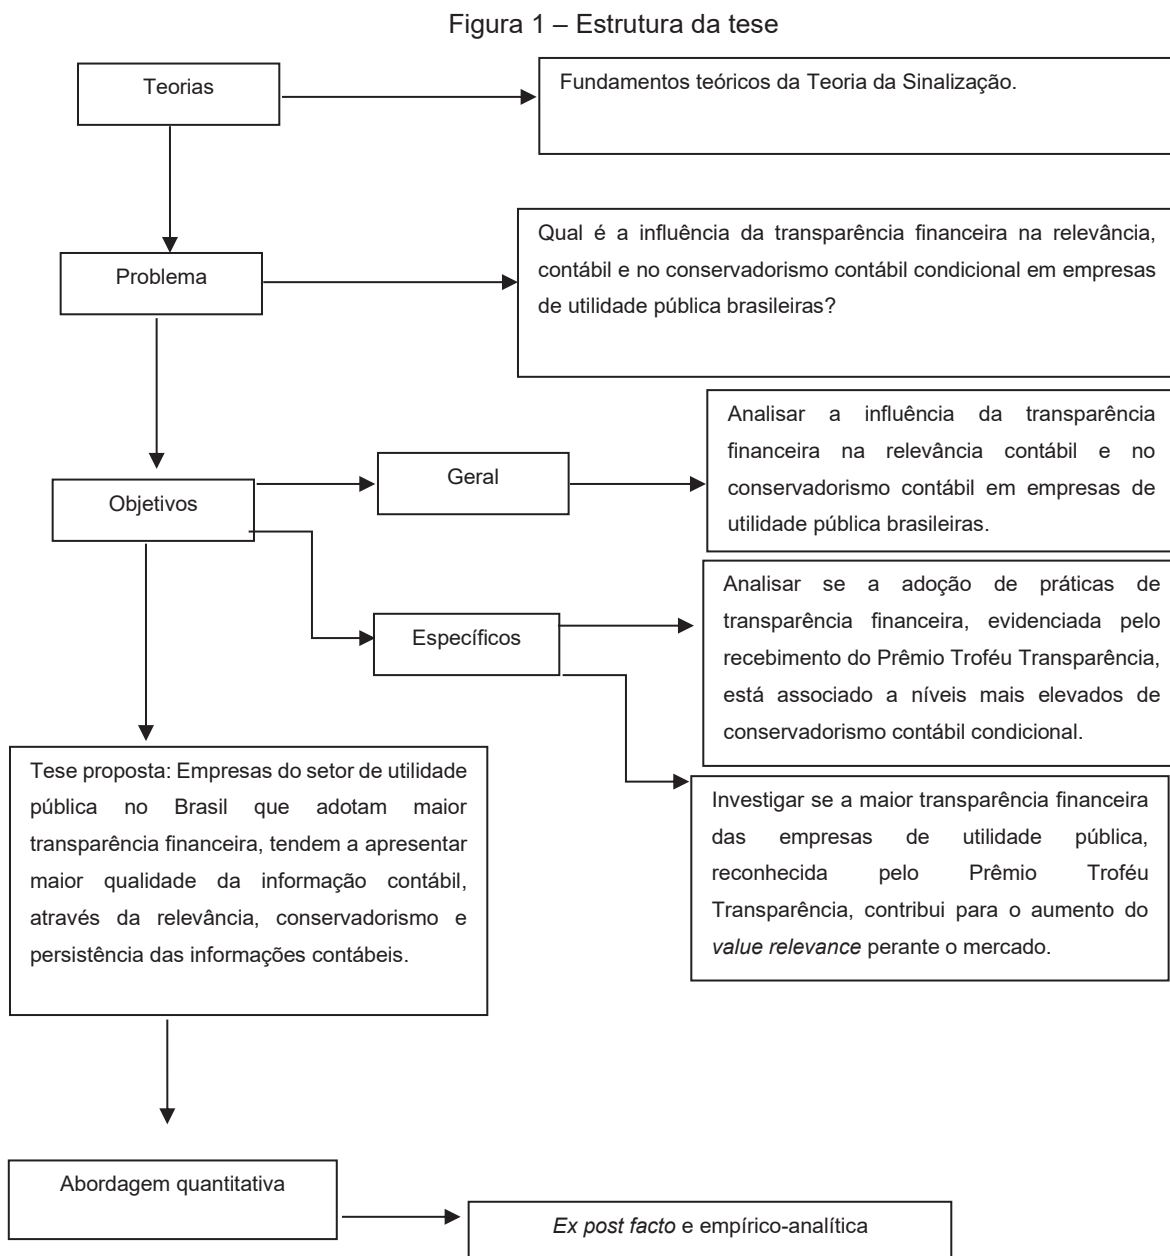 Figura 1 – Estrutura da tese
Teorias
Fundamentos teóricos da Teoria da Sinalização.
Problema
Qual é a influência da transparência financeira na relevância,
contábil e no conservadorismo contábil condicional em empresas
de utilidade pública brasileiras?
Objetivos
Geral
Analisar a influência da transparência
financeira na relevância contábil e no
conservadorismo contábil em empresas de
utilidade pública brasileiras.
Específicos
Analisar se a adoção de práticas de
transparência financeira, evidenciada pelo
recebimento do Prêmio Troféu Transparência,
está associado a níveis mais elevados de
conservadorismo contábil condicional.
Investigar se a maior transparência financeira
das empresas de utilidade pública,
reconhecida pelo Prêmio Troféu
Transparência, contribui para o aumento do
value relevance perante o mercado.
Tese proposta: Empresas do setor de utilidade
pública no Brasil que adotam maior
transparência financeira, tendem a apresentar
maior qualidade da informação contábil,
através da relevância, conservadorismo e
persistência das informações contábeis.
Abordagem quantitativa
Ex post facto e empírico-analítica